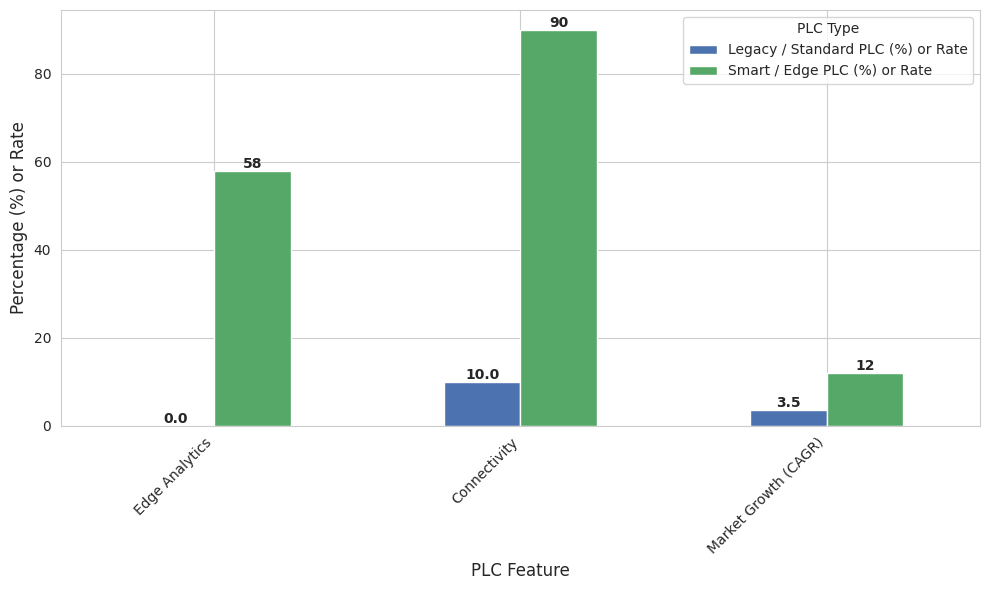 PLC Type
Legacy / Standard PLC (%) or Rate
Smart / Edge PLC (%) or Rate
Percentage (%) or Rate
80
60
40
20
0
0.0
58
10.0
90
3.5
12
Edge Analytics
Connectivity
Market Growth (CAGR)
PLC Feature